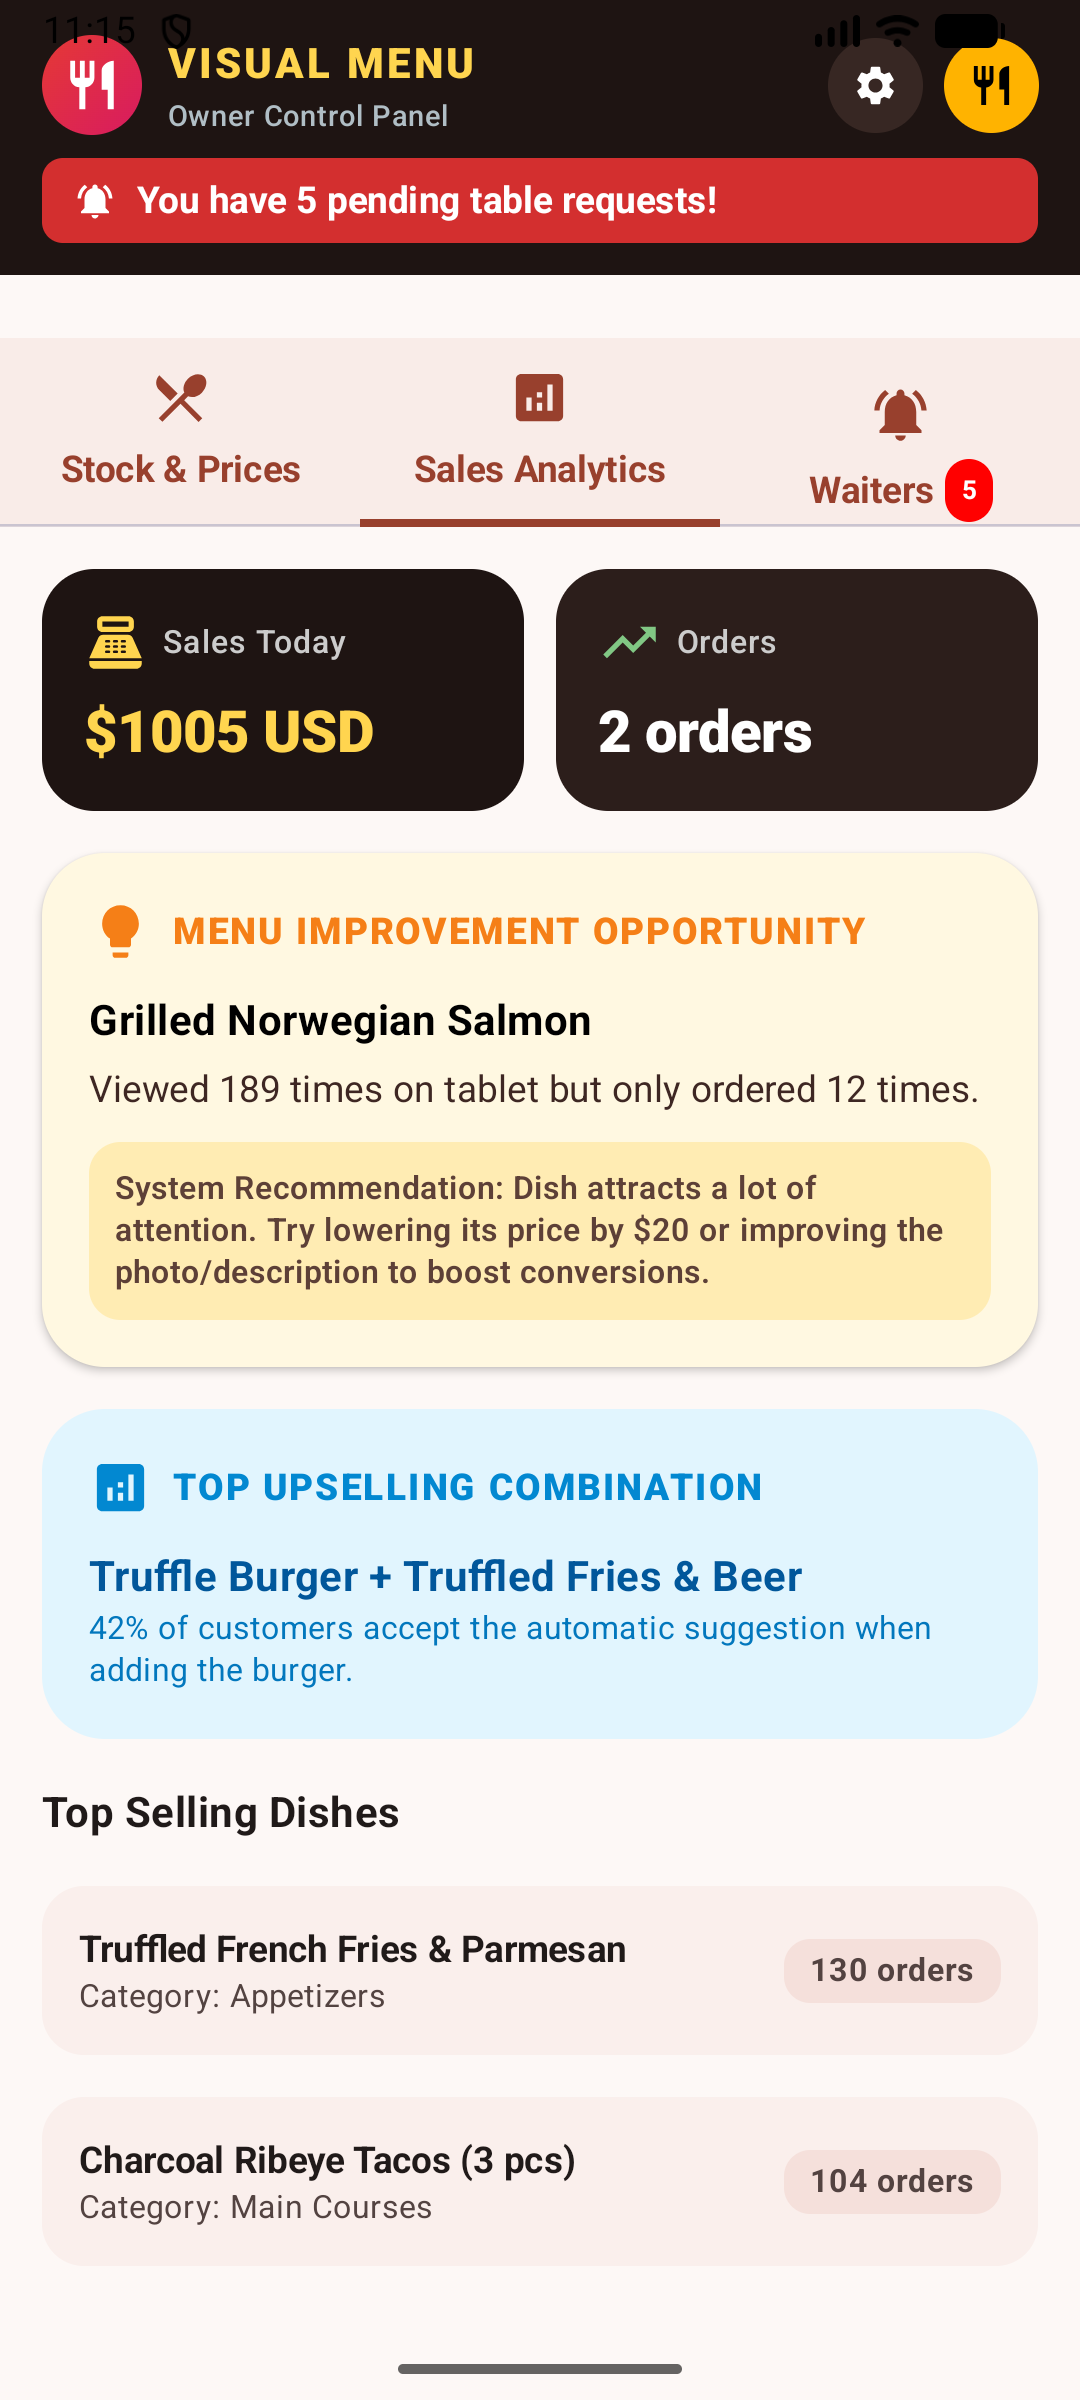 11:15
VISUAL MENU
Owner Control Panel
You have 5 pending table requests!
Stock & Prices
Sales Analytics
Waiters 5
Sales Today
$1005 USD
Orders
2 orders
MENU IMPROVEMENT OPPORTUNITY
Grilled Norwegian Salmon
Viewed 189 times on tablet but only ordered 12 times.
System Recommendation: Dish attracts a lot of
attention. Try lowering its price by $20 or improving the
photo/description to boost conversions.
TOP UPSELLING COMBINATION
Truffle Burger + Truffled Fries & Beer
42% of customers accept the automatic suggestion when
adding the burger.
Top Selling Dishes
Truffled French Fries & Parmesan
Category: Appetizers
130 orders
Charcoal Ribeye Tacos (3 pcs)
Category: Main Courses
104 orders